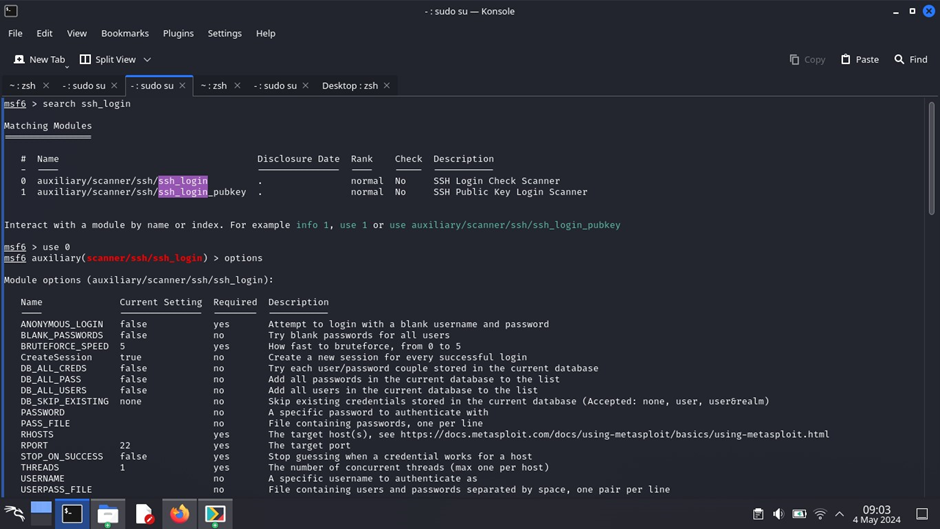 - : sudo su — Konsole
File Edit View Bookmarks Plugins Settings Help
New Tab Split View Copy Paste Find
~ : zsh - : sudo su - : sudo su ~ : zsh - : sudo su Desktop : zsh
msf6 > search ssh_login
Matching Modules
================
# Name Disclosure Date Rank Check Description
- ---- --------------- ---- ----- -----------
0 auxiliary/scanner/ssh/ssh_login . normal No SSH Login Check Scanner
1 auxiliary/scanner/ssh/ssh_login_pubkey . normal No SSH Public Key Login Scanner
Interact with a module by name or index. For example info 1, use 1 or use auxiliary/scanner/ssh/ssh_login_pubkey
msf6 > use 0
msf6 auxiliary(scanner/ssh/ssh_login) > options
Module options (auxiliary/scanner/ssh/ssh_login):
Name Current Setting Required Description
---- --------------- -------- -----------
ANONYMOUS_LOGIN false yes Attempt to login with a blank username and password
BLANK_PASSWORDS false no Try blank passwords for all users
BRUTEFORCE_SPEED 5 yes How fast to bruteforce, from 0 to 5
CreateSession true no Create a new session for every successful login
DB_ALL_CREDS false no Try each user/password couple stored in the current database
DB_ALL_PASS false no Add all passwords in the current database to the list
DB_ALL_USERS false no Add all users in the current database to the list
DB_SKIP_EXISTING none no Skip existing credentials stored in the current database (Accepted: none, user, user&realm)
PASSWORD no A specific password to authenticate with
PASS_FILE no File containing passwords, one per line
RHOSTS yes The target host(s), see https://docs.metasploit.com/docs/using-metasploit/basics/using-metasploit.html
RPORT 22 yes The target port
STOP_ON_SUCCESS false yes Stop guessing when a credential works for a host
THREADS 1 yes The number of concurrent threads (max one per host)
USERNAME no A specific username to authenticate as
USERPASS_FILE no File containing users and passwords separated by space, one pair per line
09:03
4 May 2024